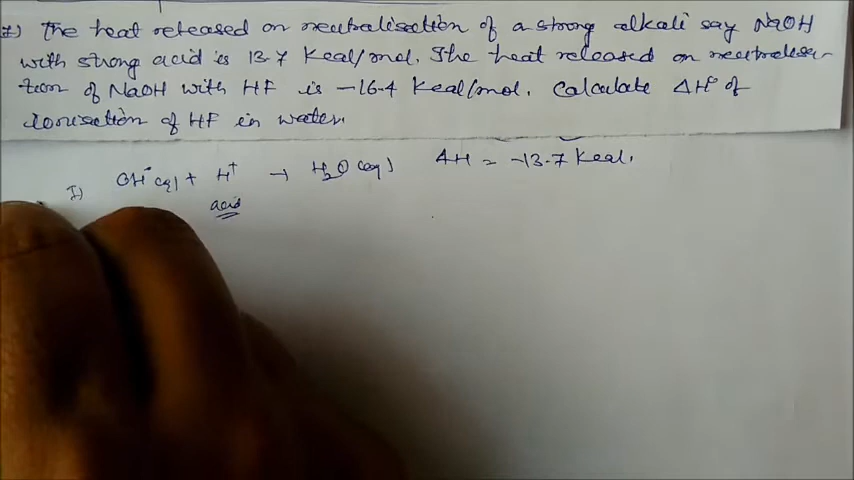 7) The heat released on neutralisation of a strong alkali say NaOH
with strong acid is 13.7 Kcal/mol. The heat released on neutralisa-
tion of NaOH with HF is -16.4 Kcal/mol. Calculate ΔH° of
ionisation of HF in water.
I) OH⁻(aq) + H⁺ → H₂O(aq) ΔH = -13.7 Kcal.
acid